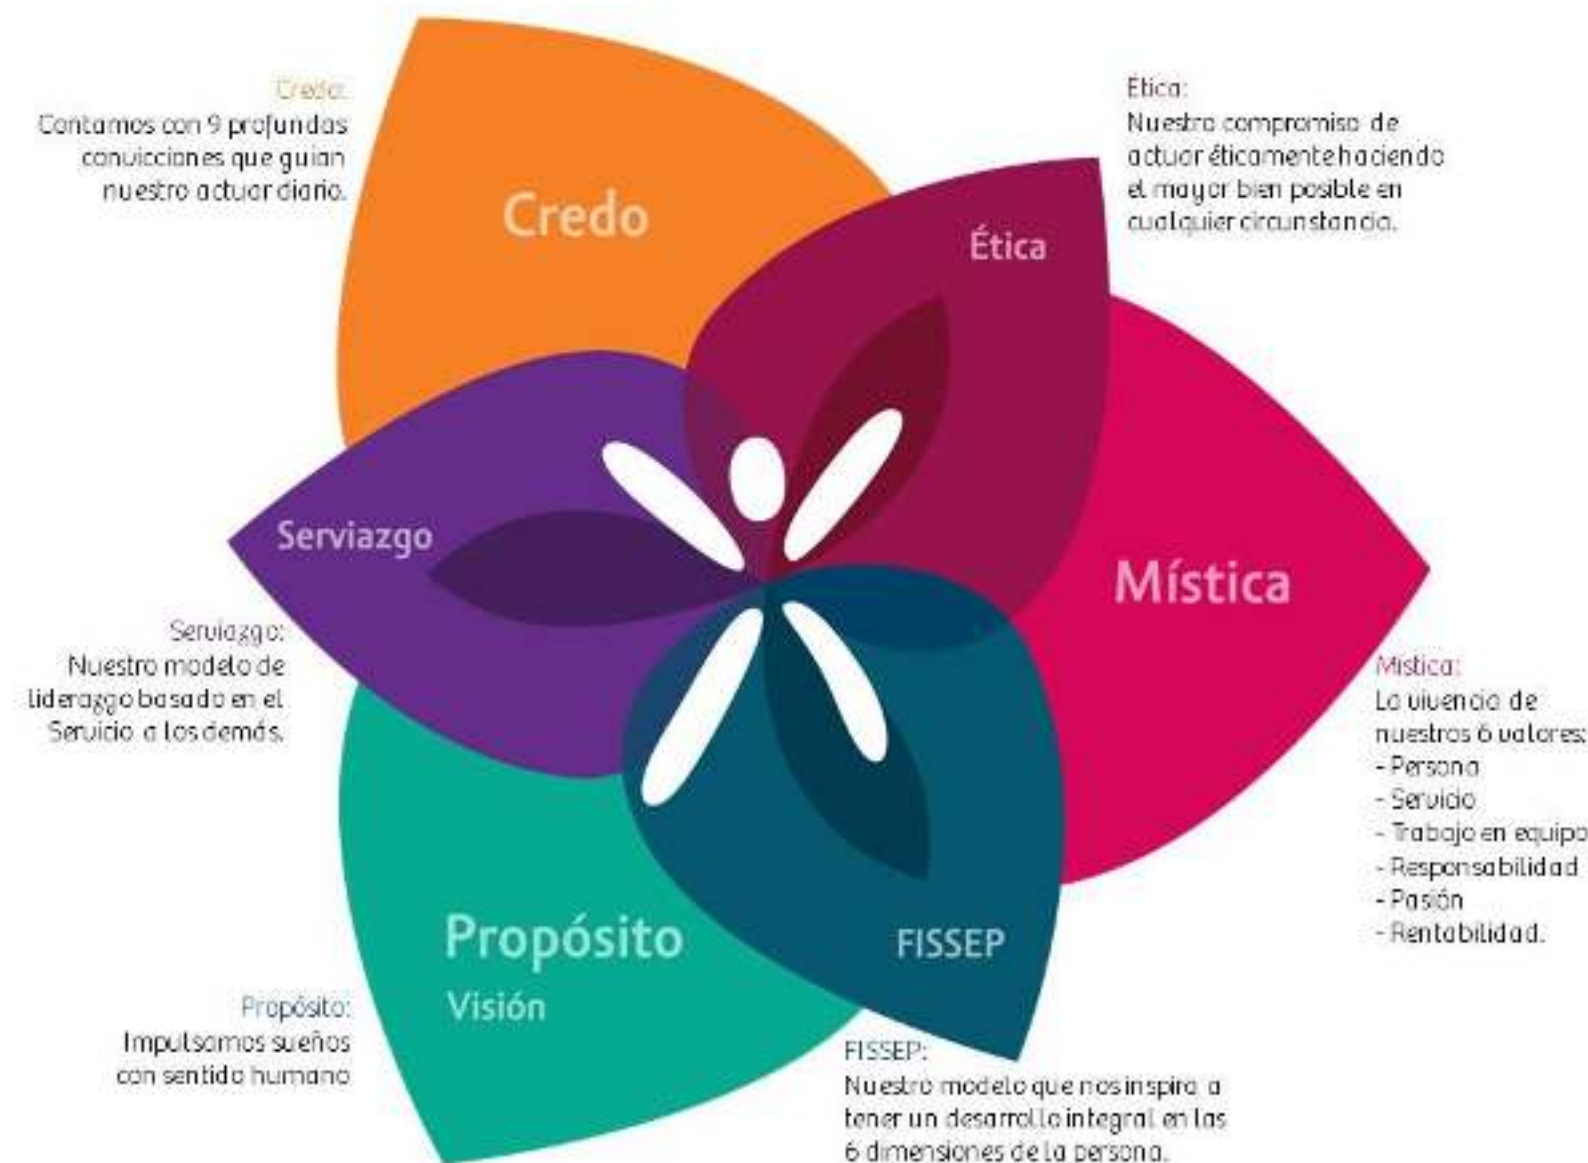 Credo:
Contamos con 9 profundas
convicciones que guian
nuestro actuar diario.
Ética:
Nuestro compromiso de
actuar éticamente haciendo
el mayor bien posible en
cualquier circunstancia.
Credo
Ética
Serviazgo
Mística
Serviazgo:
Nuestro modelo de
liderazgo basado en el
Servicio a los demás.
Mística:
La vivencia de
nuestros 6 valores:
- Persona
- Servicio
- Trabajo en equipo
- Responsabilidad
- Pasión
- Rentabilidad.
Propósito
Visión
FISSEP
Propósito:
Impulsamos sueños
con sentido humano
FISSEP:
Nuestro modelo que nos inspira a
tener un desarrollo integral en las
6 dimensiones de la persona.